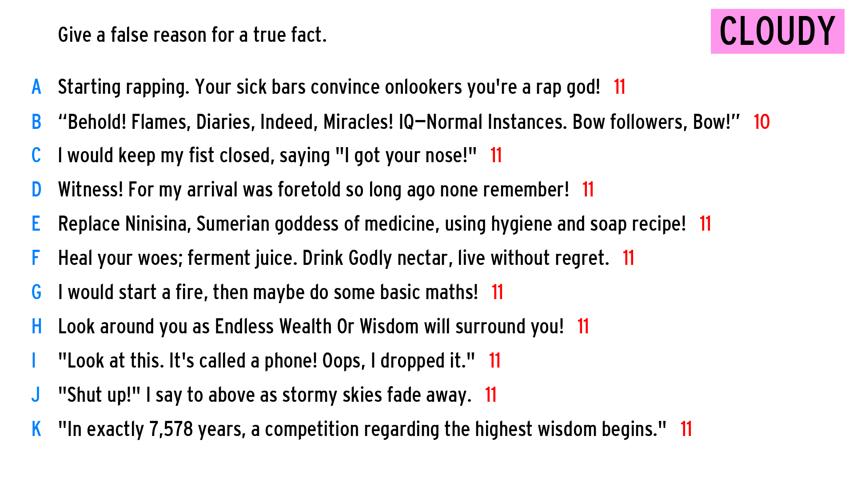 Give a false reason for a true fact.
CLOUDY
A Starting rapping. Your sick bars convince onlookers you're a rap god! 11
B “Behold! Flames, Diaries, Indeed, Miracles! IQ—Normal Instances. Bow followers, Bow!” 10
C I would keep my fist closed, saying "I got your nose!" 11
D Witness! For my arrival was foretold so long ago none remember! 11
E Replace Ninisina, Sumerian goddess of medicine, using hygiene and soap recipe! 11
F Heal your woes; ferment juice. Drink Godly nectar, live without regret. 11
G I would start a fire, then maybe do some basic maths! 11
H Look around you as Endless Wealth Or Wisdom will surround you! 11
I "Look at this. It's called a phone! Oops, I dropped it." 11
J "Shut up!" I say to above as stormy skies fade away. 11
K "In exactly 7,578 years, a competition regarding the highest wisdom begins." 11